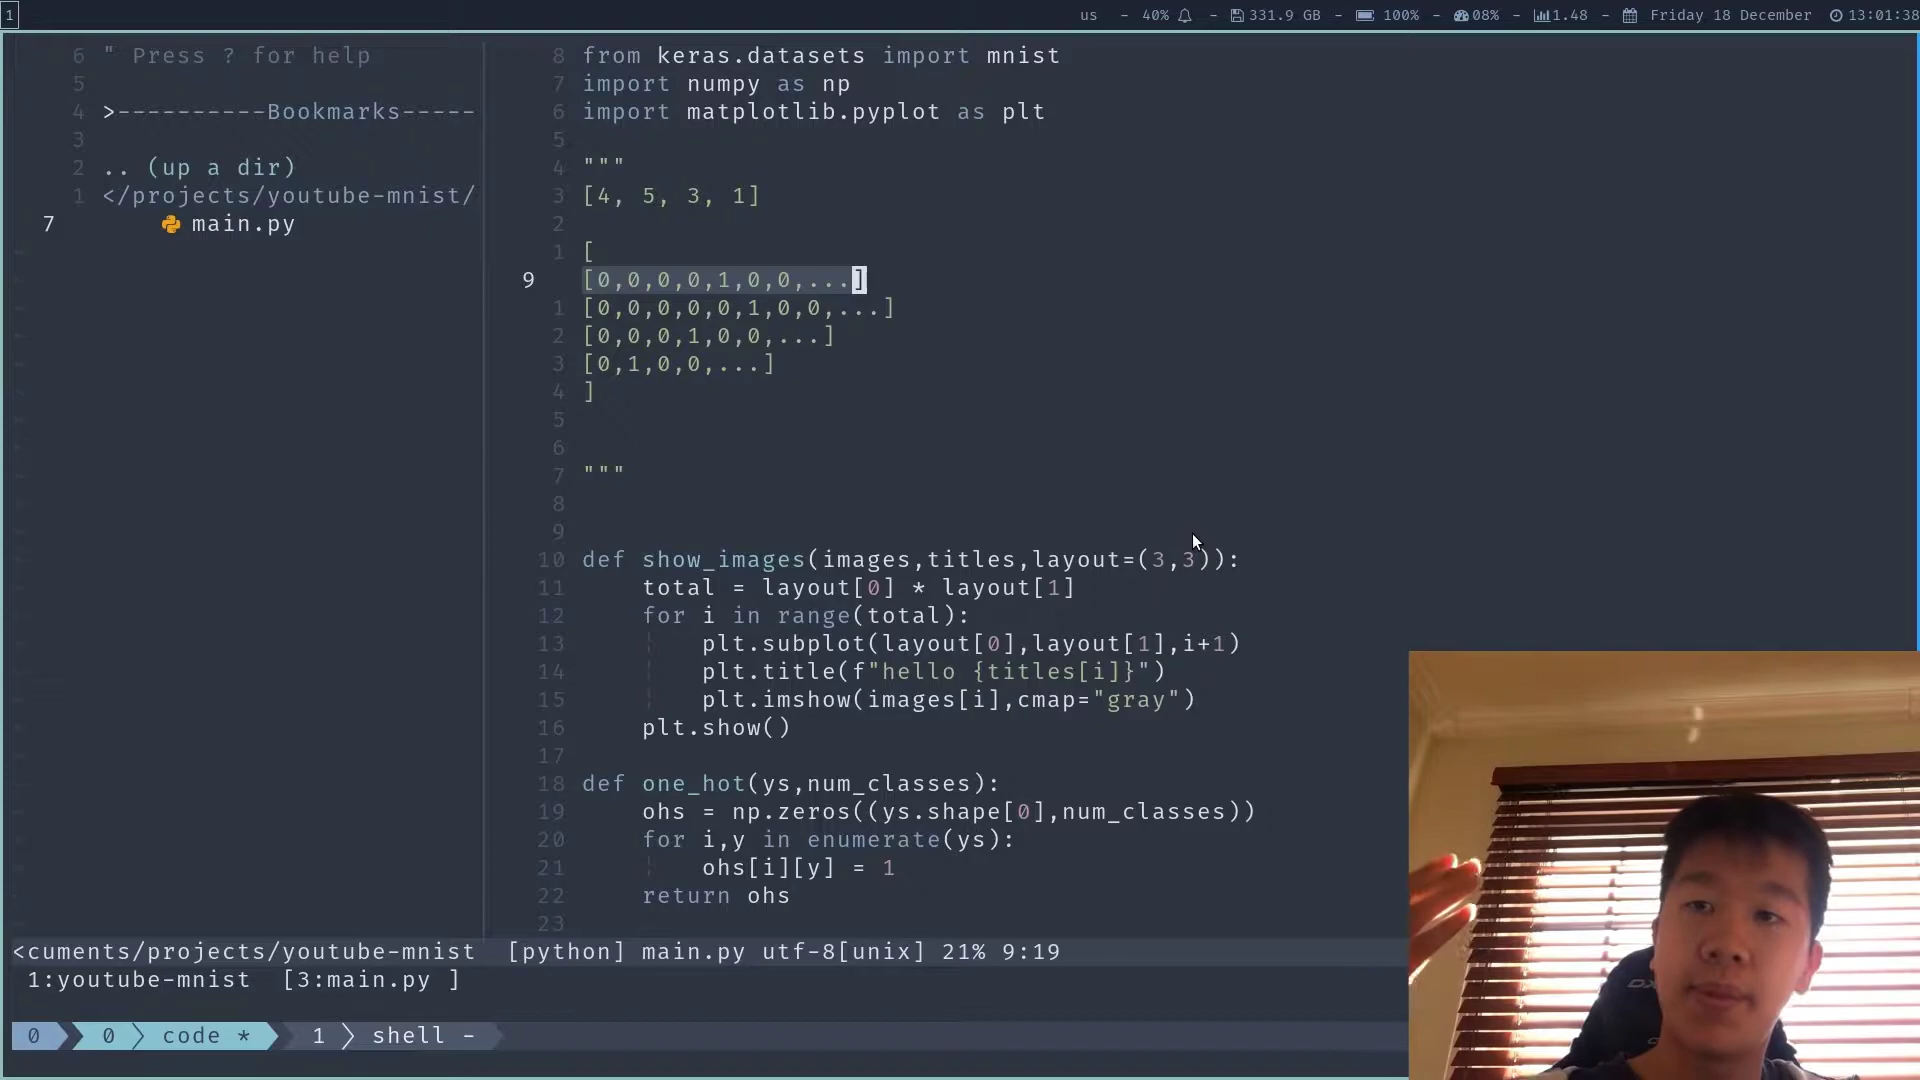 1
us - 40% - 331.9 GB - 100% - 08% - 1.48 - Friday 18 December 13:01:38
6 " Press ? for help
5
4 >----------Bookmarks-----
3
2 .. (up a dir)
1 </projects/youtube-mnist/
7 main.py
8 from keras.datasets import mnist
7 import numpy as np
6 import matplotlib.pyplot as plt
5
4 """
3 [4, 5, 3, 1]
2
1 [
9 [0,0,0,0,1,0,0,...]
1 [0,0,0,0,0,1,0,0,...]
2 [0,0,0,1,0,0,...]
3 [0,1,0,0,...]
4 ]
5
6
7 """
8
9
10 def show_images(images,titles,layout=(3,3)):
11 total = layout[0] * layout[1]
12 for i in range(total):
13 plt.subplot(layout[0],layout[1],i+1)
14 plt.title(f"hello {titles[i]}")
15 plt.imshow(images[i],cmap="gray")
16 plt.show()
17
18 def one_hot(ys,num_classes):
19 ohs = np.zeros((ys.shape[0],num_classes))
20 for i,y in enumerate(ys):
21 ohs[i][y] = 1
22 return ohs
23
<cuments/projects/youtube-mnist [python] main.py utf-8[unix] 21% 9:19
1:youtube-mnist [3:main.py ]
0 0 code * 1 shell -